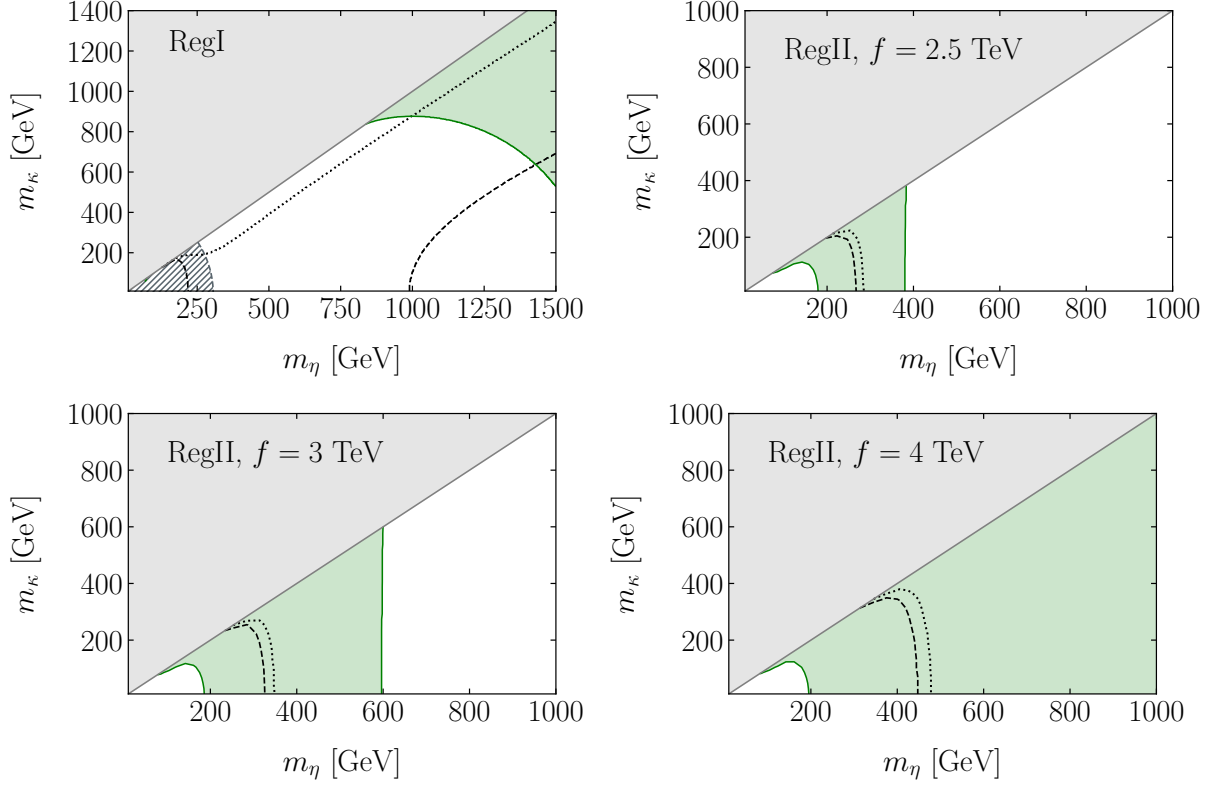 1400
1200
1000
800
600
400
200
m_κ [GeV]
RegI
250 500 750 1000 1250 1500
m_η [GeV]
1000
800
600
400
200
m_κ [GeV]
RegII, f = 2.5 TeV
200 400 600 800 1000
m_η [GeV]
1000
800
600
400
200
m_κ [GeV]
RegII, f = 3 TeV
200 400 600 800 1000
m_η [GeV]
1000
800
600
400
200
m_κ [GeV]
RegII, f = 4 TeV
200 400 600 800 1000
m_η [GeV]